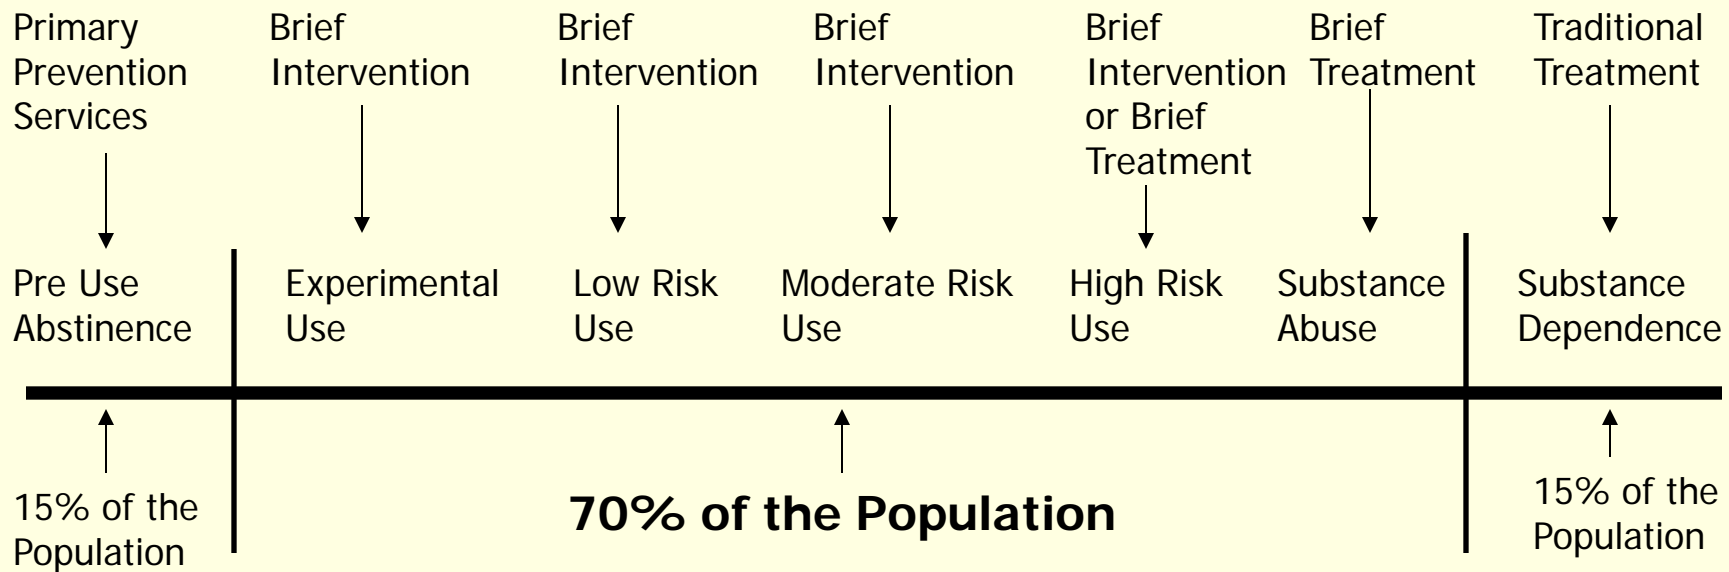 Primary
Prevention
Services
Brief
Intervention
Brief
Intervention
Brief
Intervention
Brief
Intervention
or Brief
Treatment
Brief
Treatment
Traditional
Treatment
Pre Use
Abstinence
Experimental
Use
Low Risk
Use
Moderate Risk
Use
High Risk
Use
Substance
Abuse
Substance
Dependence
15% of the
Population
70% of the Population
15% of the
Population